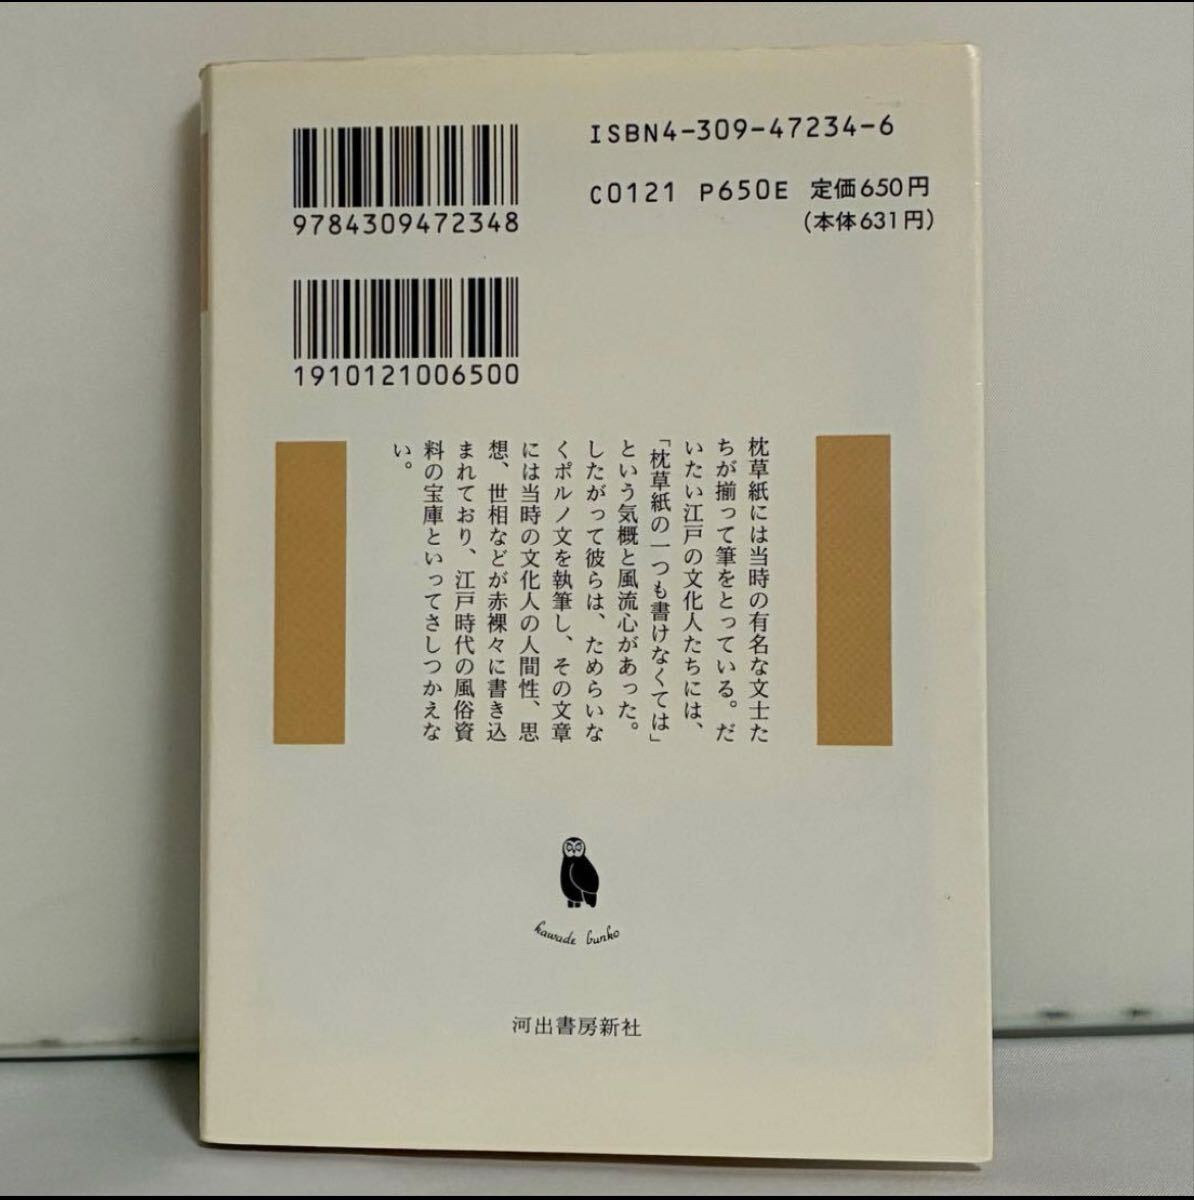 ISBN4-309-47234-6
9784309472348
C0121 P650E 定価650円
(本体631円)
1910121006500
枕草紙には当時の有名な文士た
ちが揃って筆をとっている。だ
いたい江戸の文化人たちには、
「枕草紙の一つも書けなくては」
という気概と風流心があった。
したがって彼らは、ためらいな
くポルノ文を執筆し、その文章
には当時の文化人の人間性、思
想、世相などが赤裸々に書き込
まれており、江戸時代の風俗資
料の宝庫といってさしつかえな
い。
kawade bunko
河出書房新社